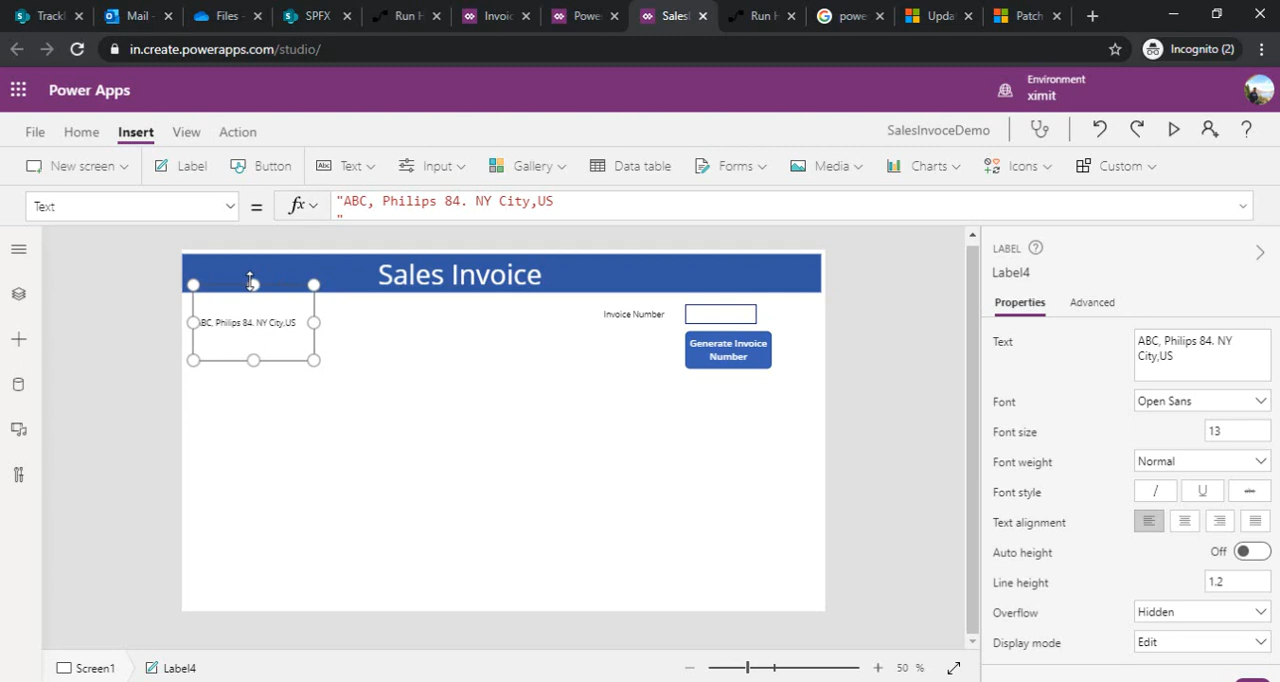 Tracki
Mail -
Files -
SPFX
Run H
Invoic
Power
Sales
Run H
powe
Upda
Patch
in.create.powerapps.com/studio/
Incognito (2)
Power Apps
Environment
ximit
File
Home
Insert
View
Action
SalesInvoceDemo
New screen
Label
Button
Text
Input
Gallery
Data table
Forms
Media
Charts
Icons
Custom
Text
=
fx
"ABC, Philips 84. NY City,US
"
Sales Invoice
ABC, Philips 84. NY City,US
Invoice Number
Generate Invoice
Number
LABEL
Label4
Properties
Advanced
Text
ABC, Philips 84. NY
City,US
Font
Open Sans
Font size
13
Font weight
Normal
Font style
/
U
Text alignment
Auto height
Off
Line height
1.2
Overflow
Hidden
Display mode
Edit
Screen1
Label4
50 %